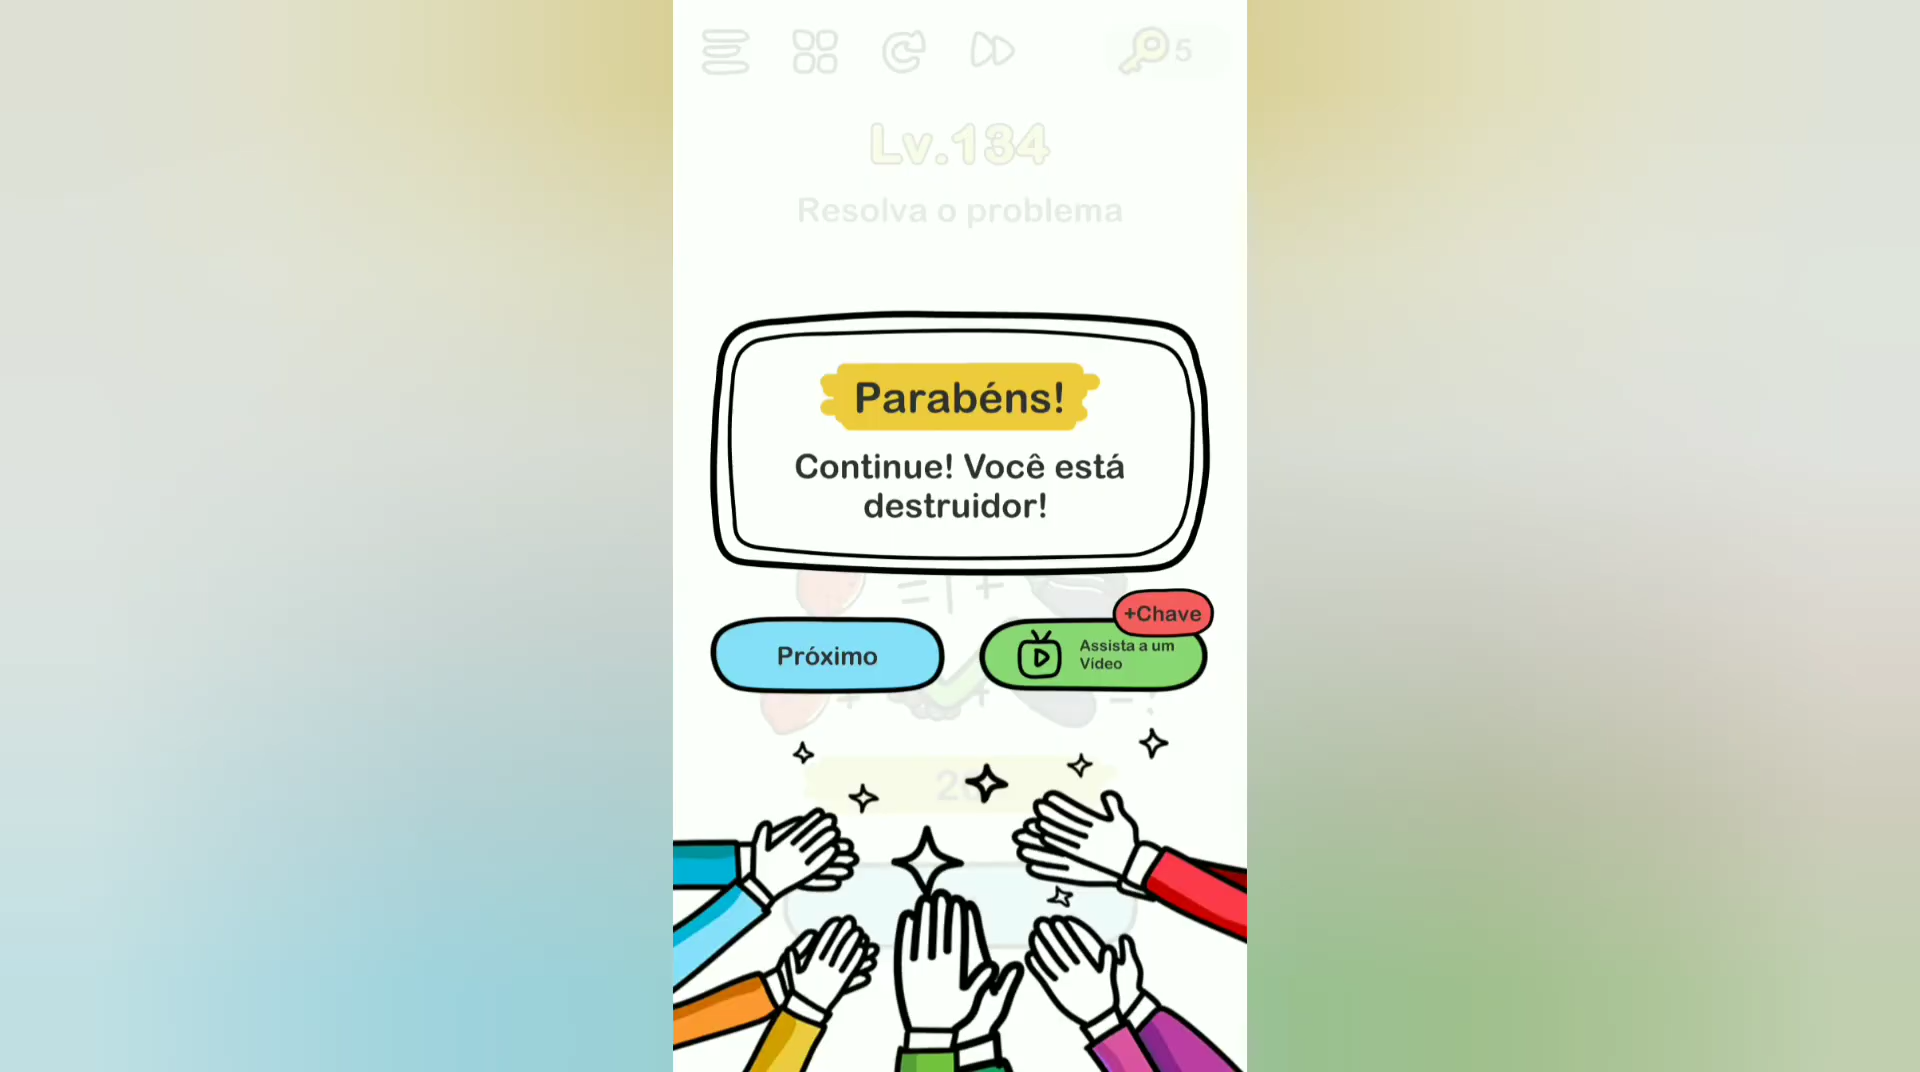 5
Lv.134
Resolva o problema
Parabéns!
Continue! Você está
destruidor!
= | +
+Chave
Próximo
Assista a um
Vídeo
+ + = ?